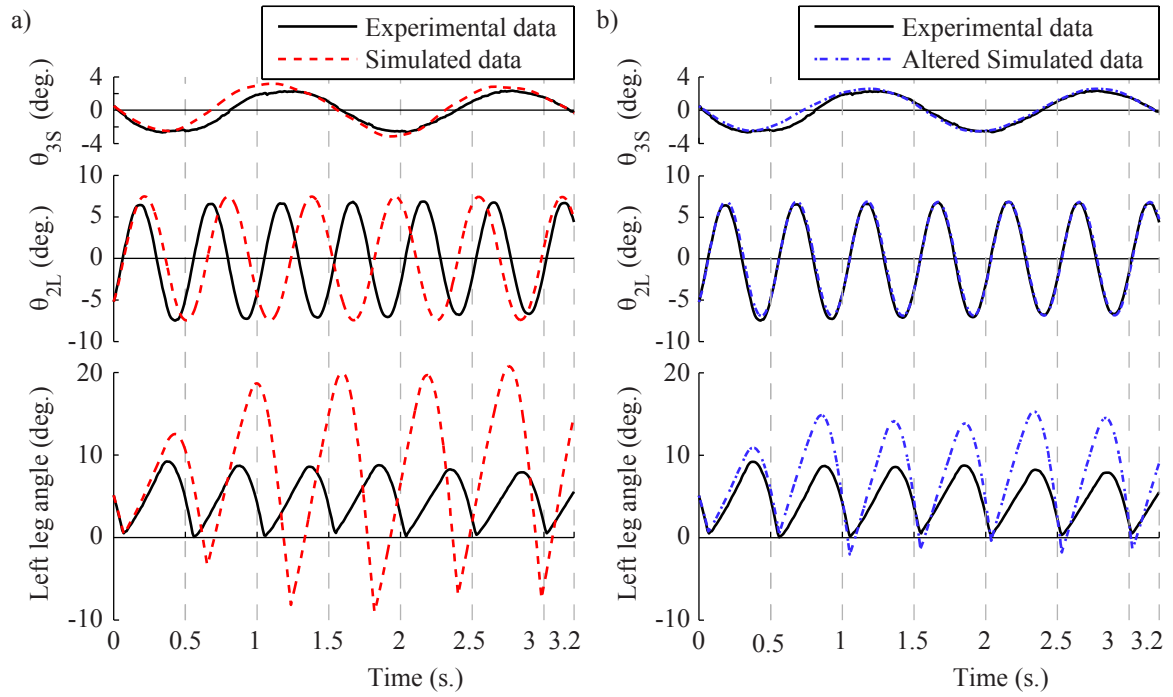 a)
Experimental data
Simulated data
θ3S (deg.)
4
0
-4
θ2L (deg.)
10
5
0
-5
-10
Left leg angle (deg.)
20
10
0
-10
0 0.5 1 1.5 2 2.5 3 3.2
Time (s.)
b)
Experimental data
Altered Simulated data
θ3S (deg.)
4
0
-4
θ2L (deg.)
10
5
0
-5
-10
Left leg angle (deg.)
20
10
0
-10
0 0.5 1 1.5 2 2.5 3 3.2
Time (s.)